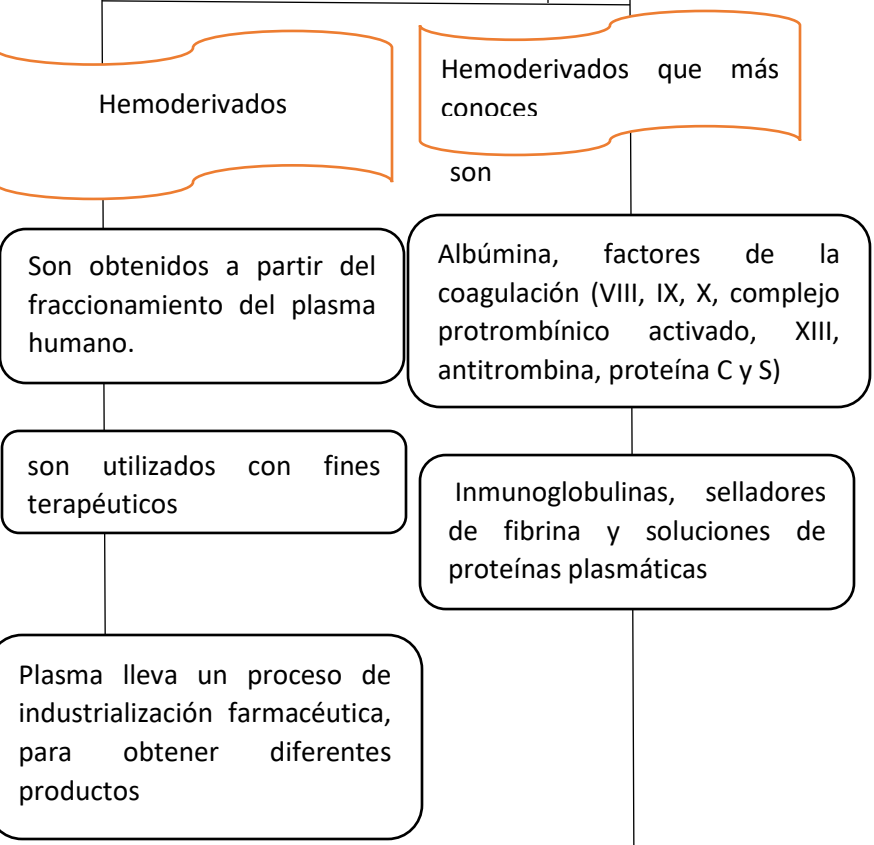 Hemoderivados
Son obtenidos a partir del
fraccionamiento del plasma
humano.
son utilizados con fines
terapéuticos
Plasma lleva un proceso de
industrialización farmacéutica,
para obtener diferentes
productos
Hemoderivados que más
conoces
son
Albúmina, factores de la
coagulación (VIII, IX, X, complejo
protrombínico activado, XIII,
antitrombina, proteína C y S)
Inmunoglobulinas, selladores
de fibrina y soluciones de
proteínas plasmáticas